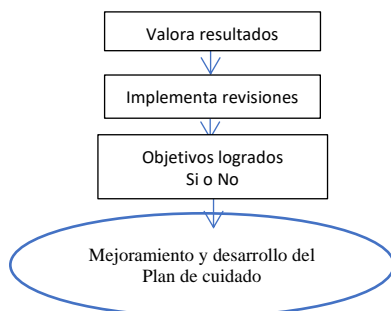 Valora resultados
Implementa revisiones
Objetivos logrados
Si o No
Mejoramiento y desarrollo del
Plan de cuidado